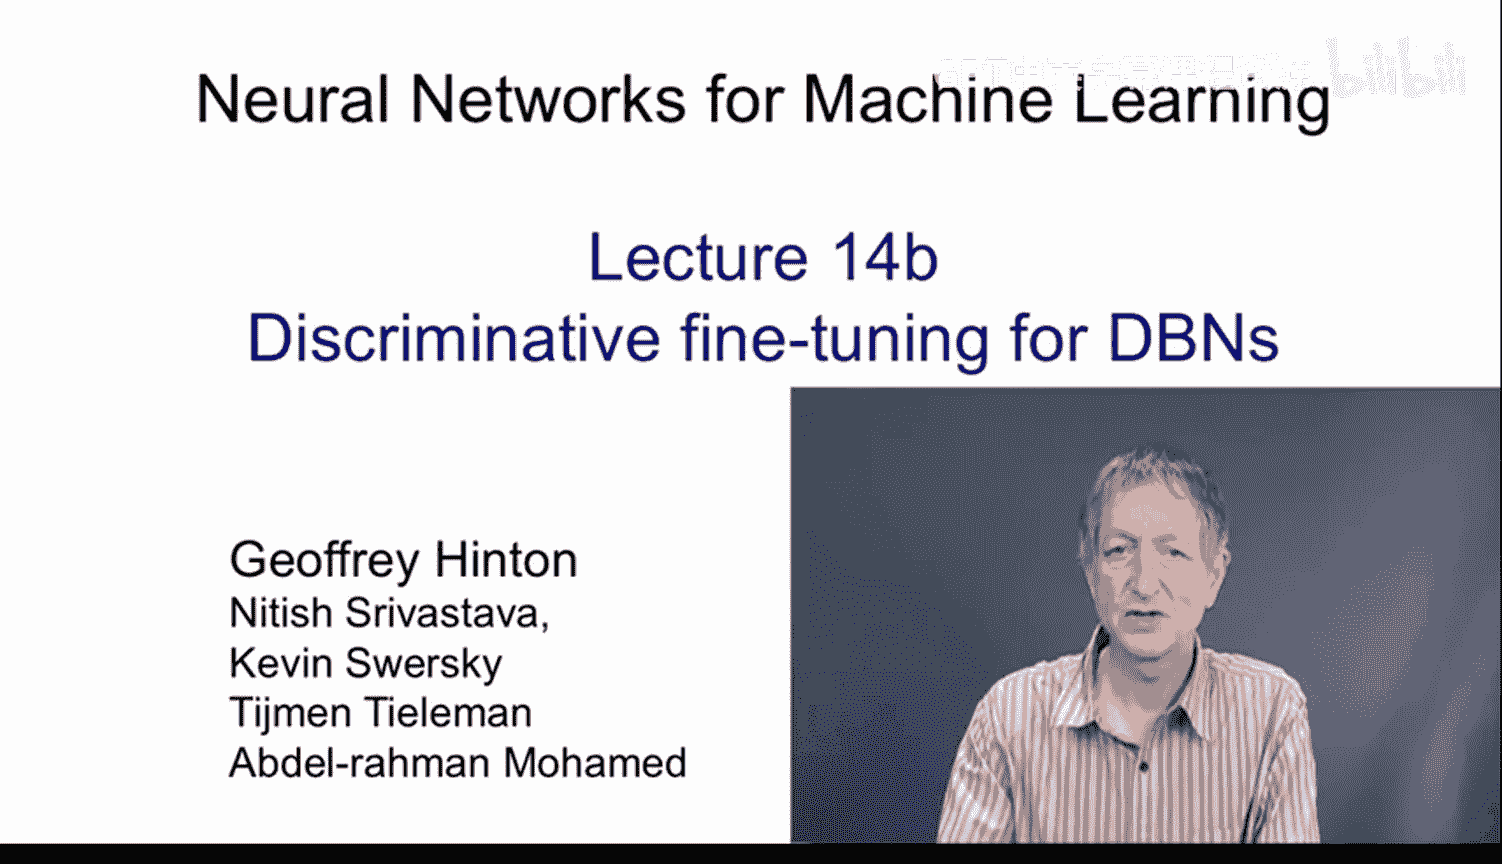 Neural Networks for Machine Learning
bilibili
Lecture 14b
Discriminative fine-tuning for DBNs
Geoffrey Hinton
Nitish Srivastava,
Kevin Swersky
Tijmen Tieleman
Abdel-rahman Mohamed